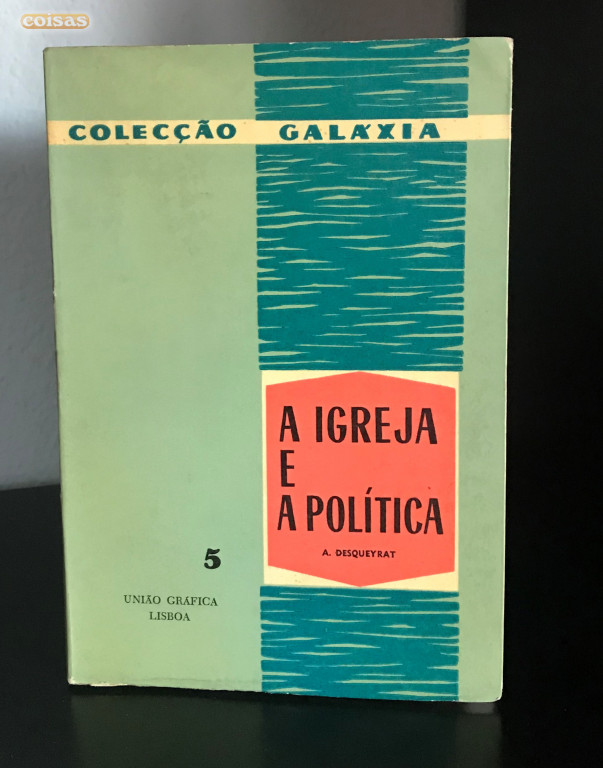 coisas
COLECÇÃO GALÁXIA
A IGREJA
E
A POLÍTICA
A. DESQUEYRAT
5
UNIÃO GRÁFICA
LISBOA